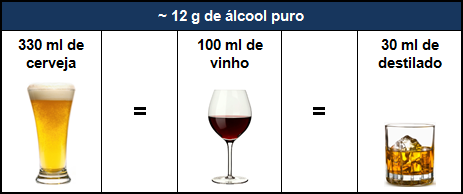 ~ 12 g de álcool puro
330 ml de
cerveja
=
100 ml de
vinho
=
30 ml de
destilado